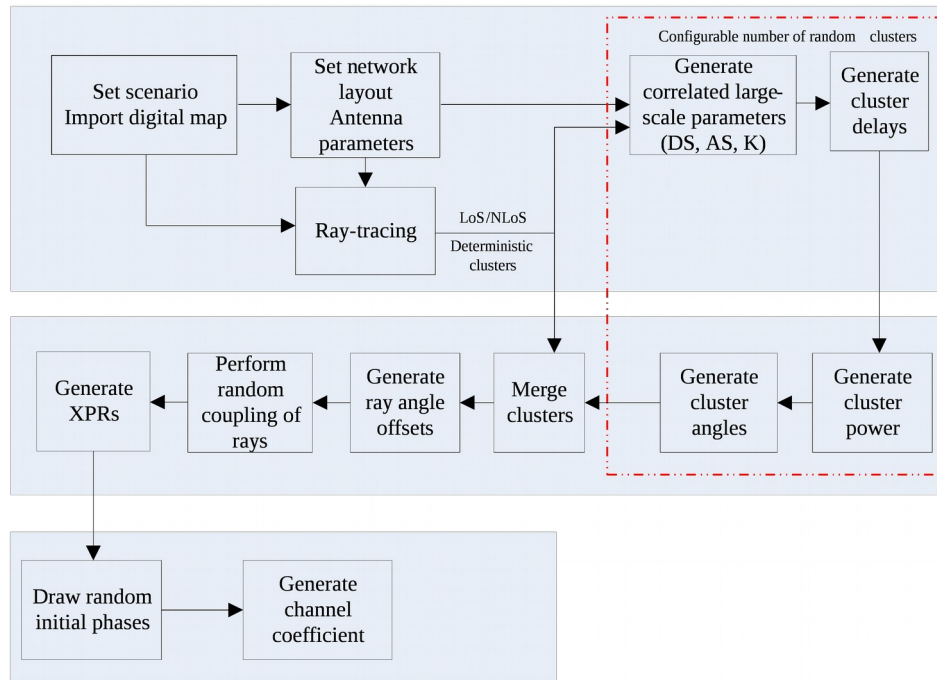 Configurable number of random clusters
Set scenario
Import digital map
Set network
layout
Antenna
parameters
Generate
correlated large-
scale parameters
(DS, AS, K)
Generate
cluster
delays
Ray-tracing
LoS/NLoS
Deterministic
clusters
Generate
XPRs
Perform
random
coupling of
rays
Generate
ray angle
offsets
Merge
clusters
Generate
cluster
angles
Generate
cluster
power
Draw random
initial phases
Generate
channel
coefficient